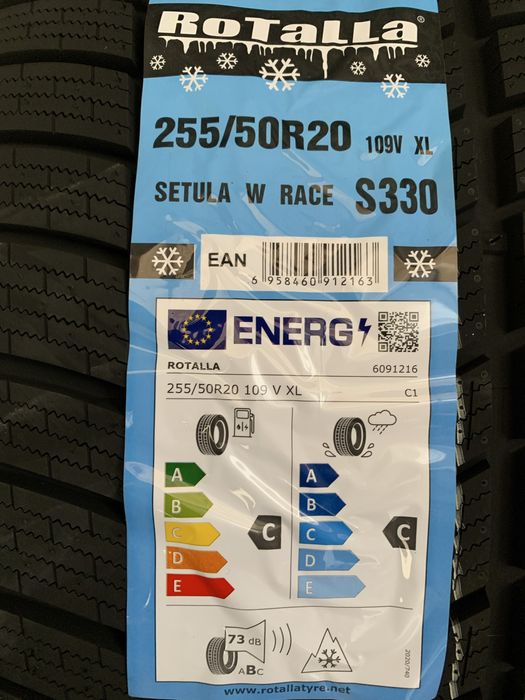 RoTallA®
255/50R20 109V XL
SETULA W RACE S330
EAN
6 958460 912163
ENERG
ROTALLA 6091216
255/50R20 109 V XL C1
A A
B B
C C C C
D D
E E
73 dB
ABC
2020/740
www.rotallatyre.net